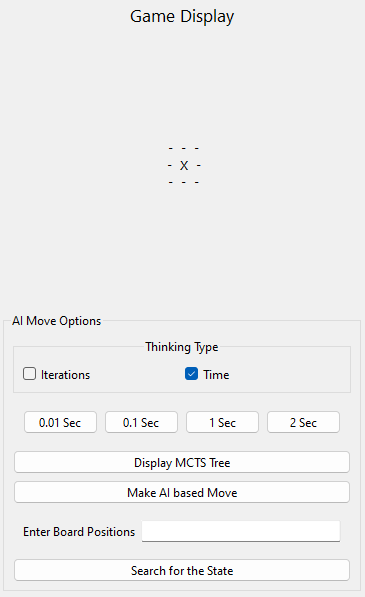 Game Display
- - -
- X -
- - -
AI Move Options
Thinking Type
Iterations Time
0.01 Sec 0.1 Sec 1 Sec 2 Sec
Display MCTS Tree
Make AI based Move
Enter Board Positions
Search for the State